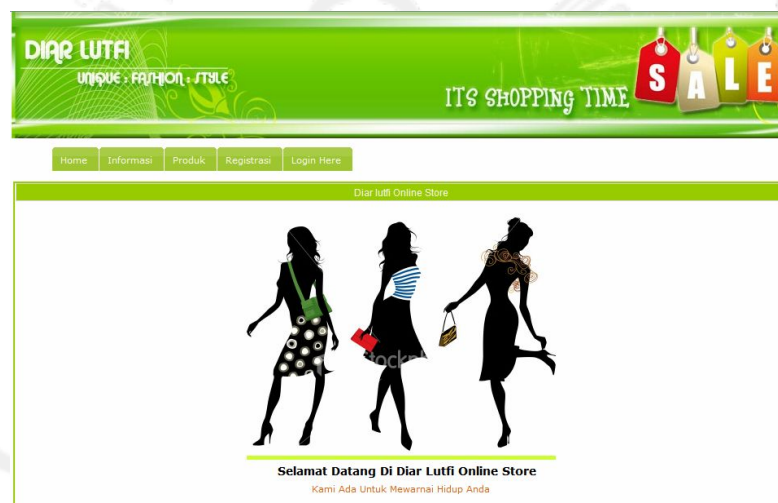 DIAR LUTFI
UNIQUE : FASHION : STYLE
ITS SHOPPING TIME
SALE
Home Informasi Produk Registrasi Login Here
Diar lutfi Online Store
Selamat Datang Di Diar Lutfi Online Store
Kami Ada Untuk Mewarnai Hidup Anda